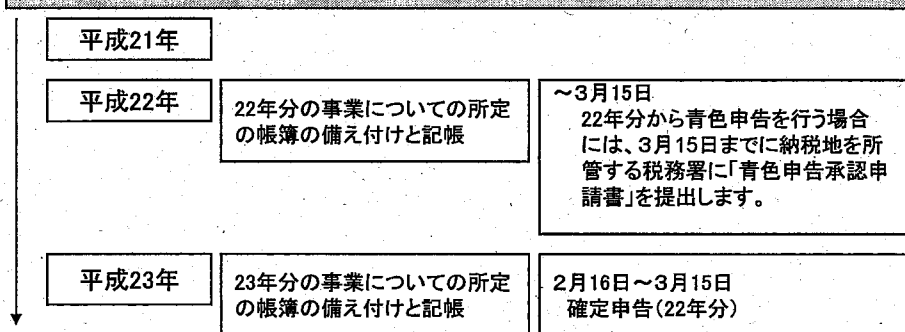 平成21年
平成22年
22年分の事業についての所定
の帳簿の備え付けと記帳
~3月15日
22年分から青色申告を行う場合
には、3月15日までに納税地を所
管する税務署に「青色申告承認申
請書」を提出します。
平成23年
23年分の事業についての所定
の帳簿の備え付けと記帳
2月16日~3月15日
確定申告(22年分)